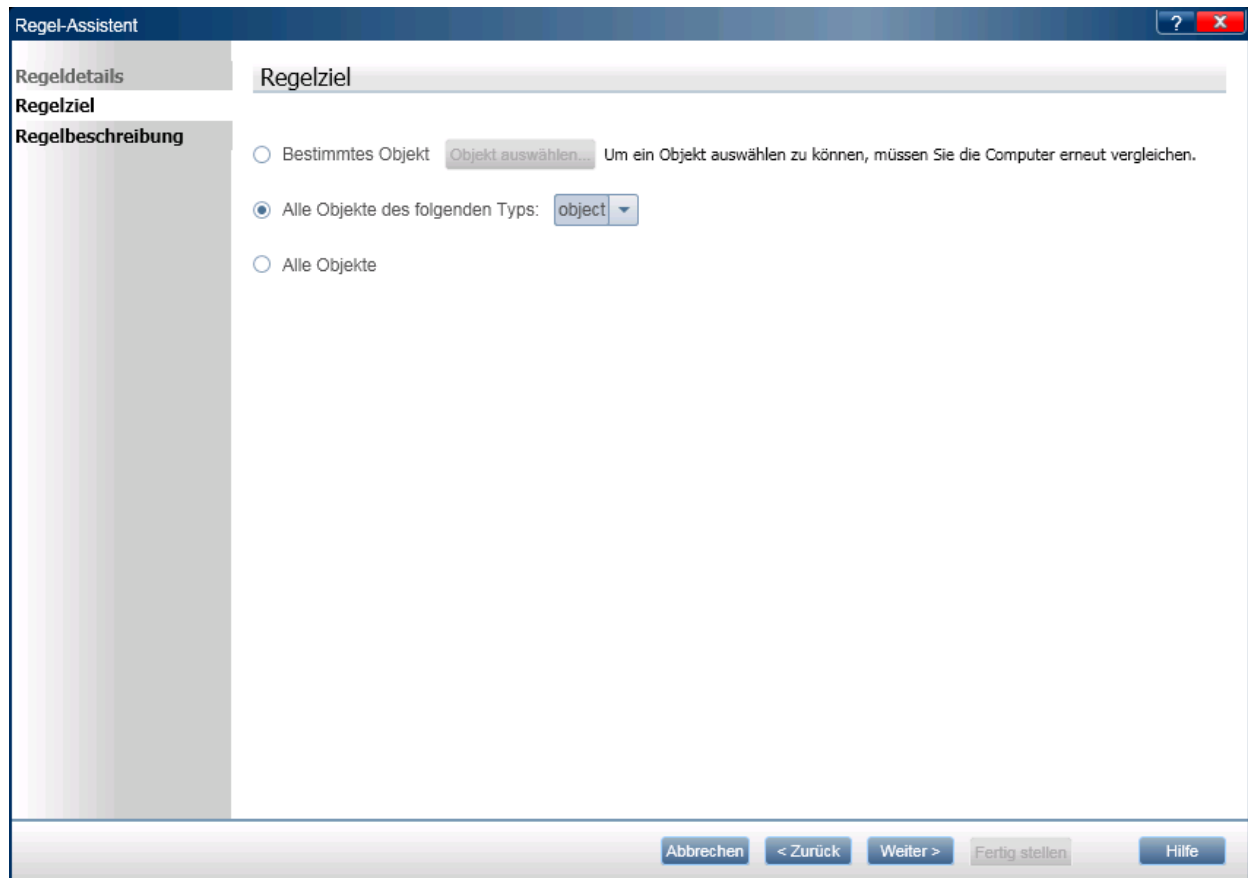 Regel-Assistent
?
X
Regeldetails
Regelziel
Regelbeschreibung
Regelziel
Bestimmtes Objekt Objekt auswählen... Um ein Objekt auswählen zu können, müssen Sie die Computer erneut vergleichen.
Alle Objekte des folgenden Typs: object
Alle Objekte
Abbrechen < Zurück Weiter > Fertig stellen Hilfe